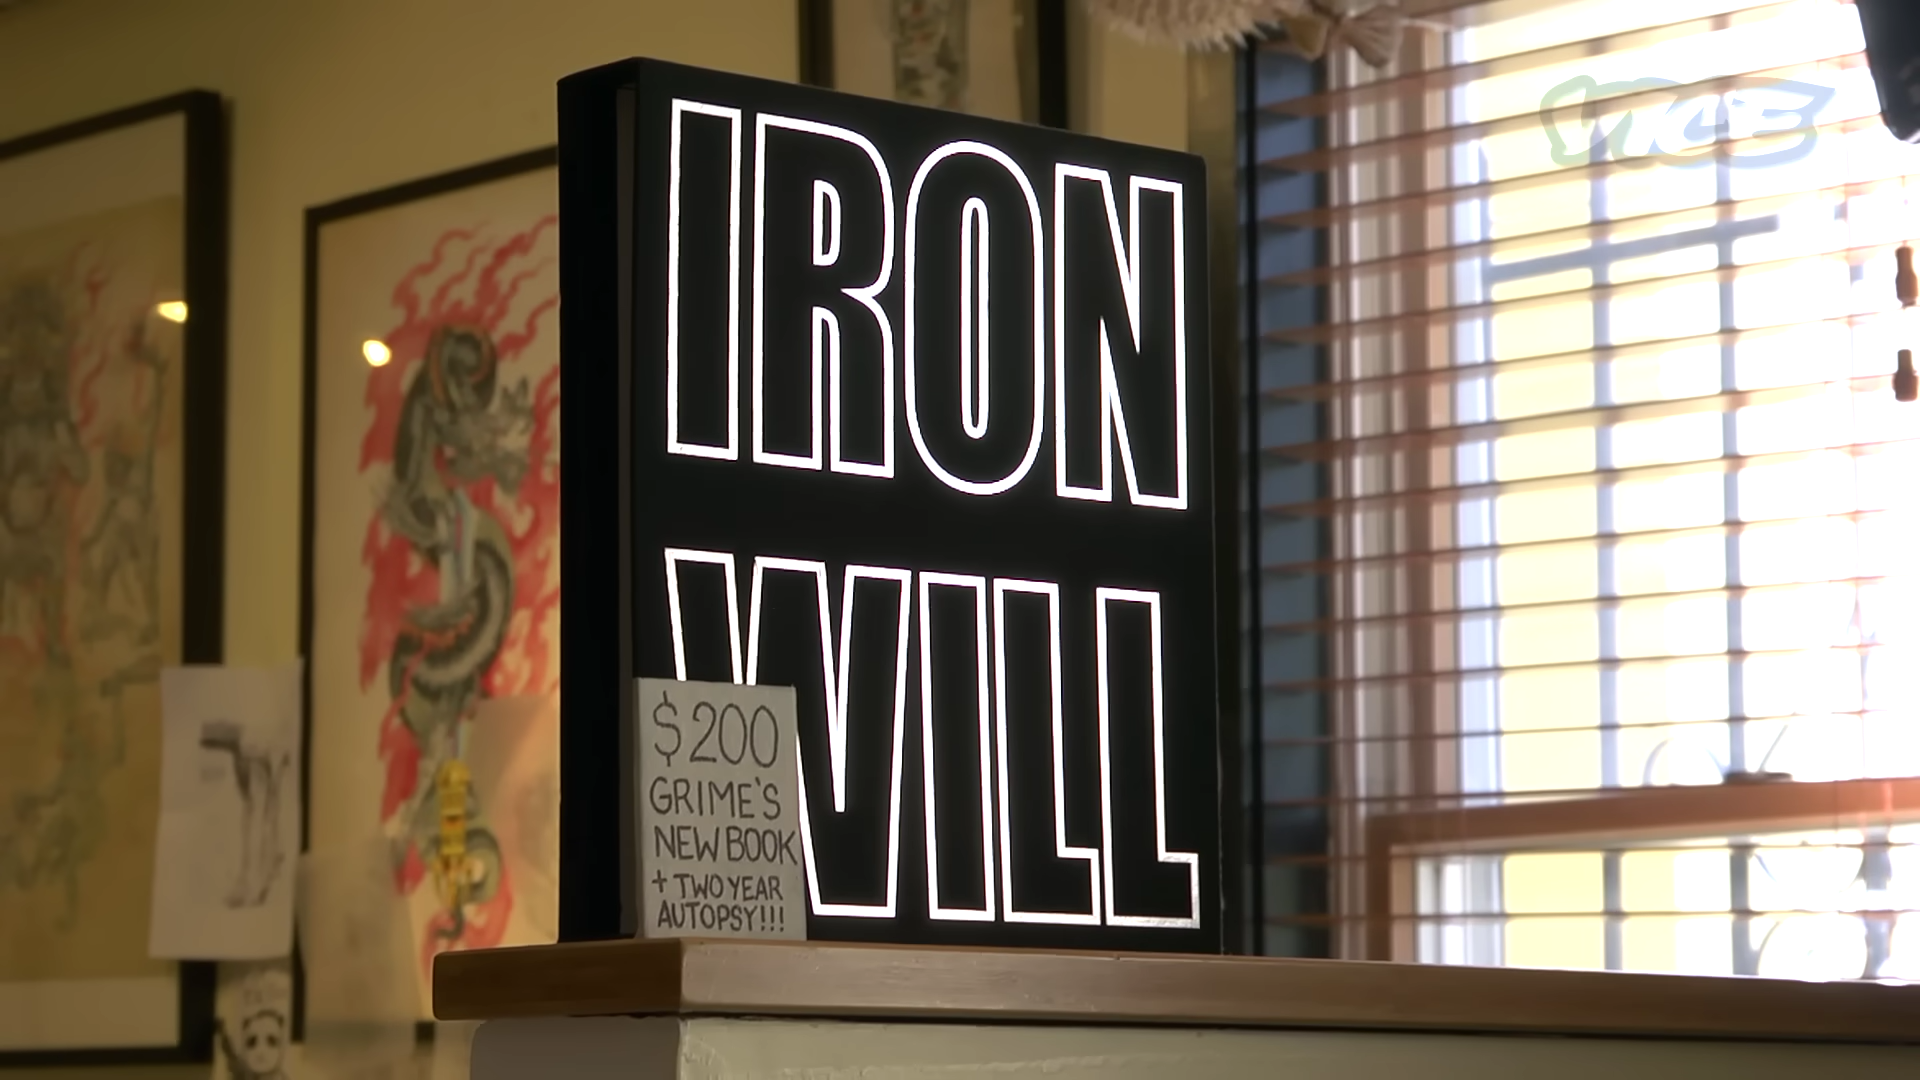 VICE
IRON
WILL
$200
GRIME'S
NEW BOOK
+ TWO YEAR
AUTOPSY!!!